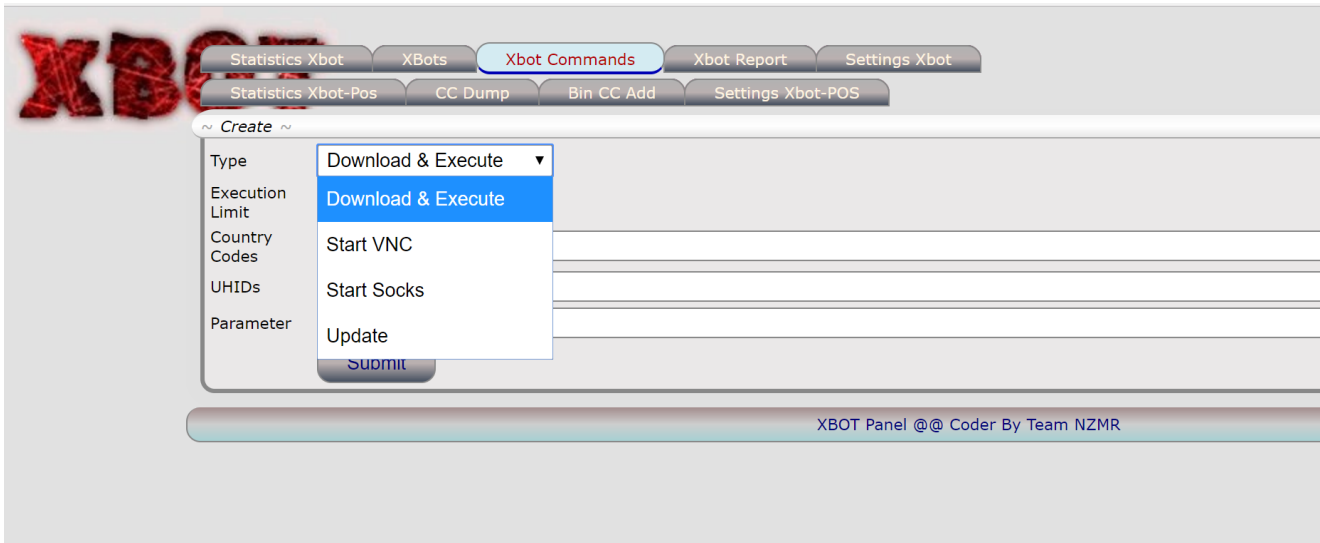 XBOT
Statistics Xbot XBots Xbot Commands Xbot Report Settings Xbot
Statistics Xbot-Pos CC Dump Bin CC Add Settings Xbot-POS
~ Create ~
Type Download & Execute ▼
Execution
Limit
Download & Execute
Country
Codes
Start VNC
UHIDs
Start Socks
Parameter
Update
Submit
XBOT Panel @@ Coder By Team NZMR